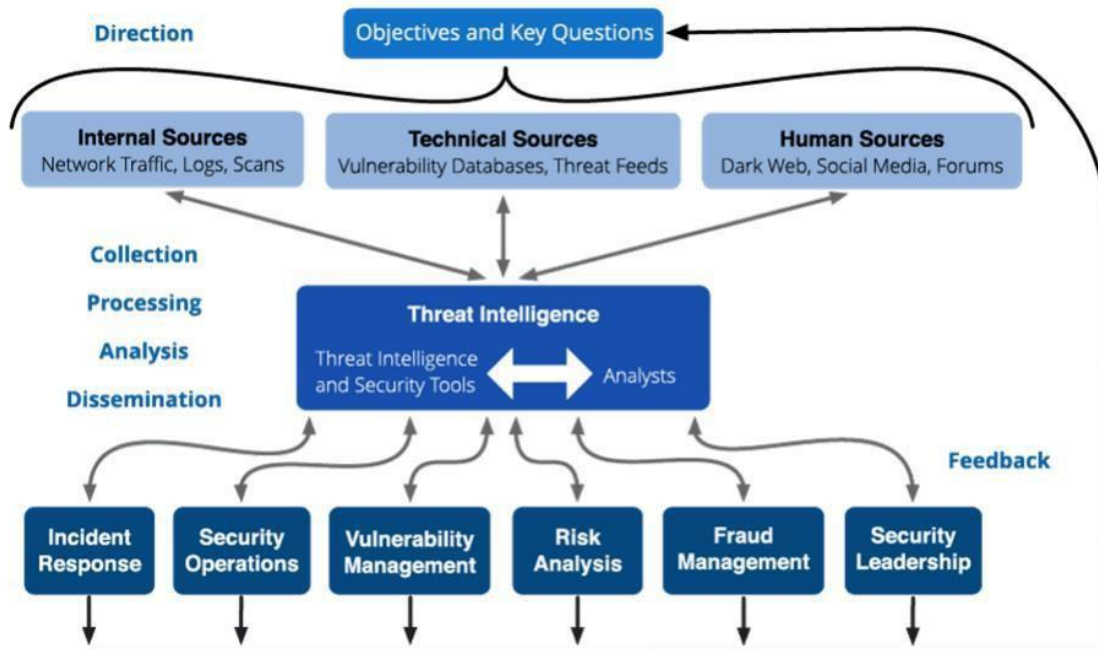 Direction
Objectives and Key Questions
Internal Sources
Network Traffic, Logs, Scans
Technical Sources
Vulnerability Databases, Threat Feeds
Human Sources
Dark Web, Social Media, Forums
Collection
Processing
Analysis
Dissemination
Threat Intelligence
Threat Intelligence
and Security Tools
Analysts
Feedback
Incident
Response
Security
Operations
Vulnerability
Management
Risk
Analysis
Fraud
Management
Security
Leadership